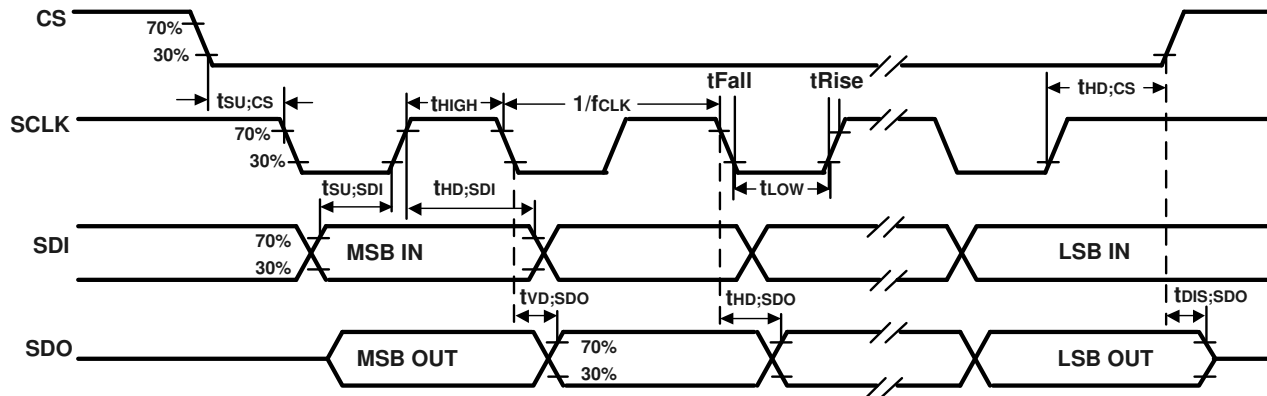 CS
70%
30%
tFall
tRise
tSU;CS
tHIGH
1/fCLK
tHD;CS
SCLK
70%
30%
tSU;SDI
tHD;SDI
tLOW
SDI
70%
30%
MSB IN
LSB IN
tVD;SDO
tHD;SDO
tDIS;SDO
SDO
MSB OUT
70%
30%
LSB OUT